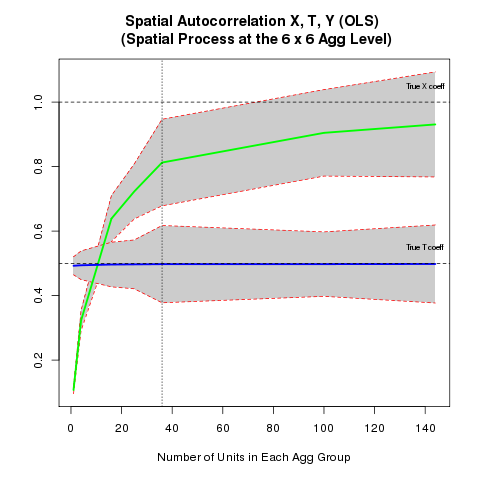 Spatial Autocorrelation X, T, Y (OLS)
(Spatial Process at the 6 x 6 Agg Level)
1.0
0.8
0.6
0.4
0.2
True X coeff
True T coeff
0 20 40 60 80 100 120 140
Number of Units in Each Agg Group